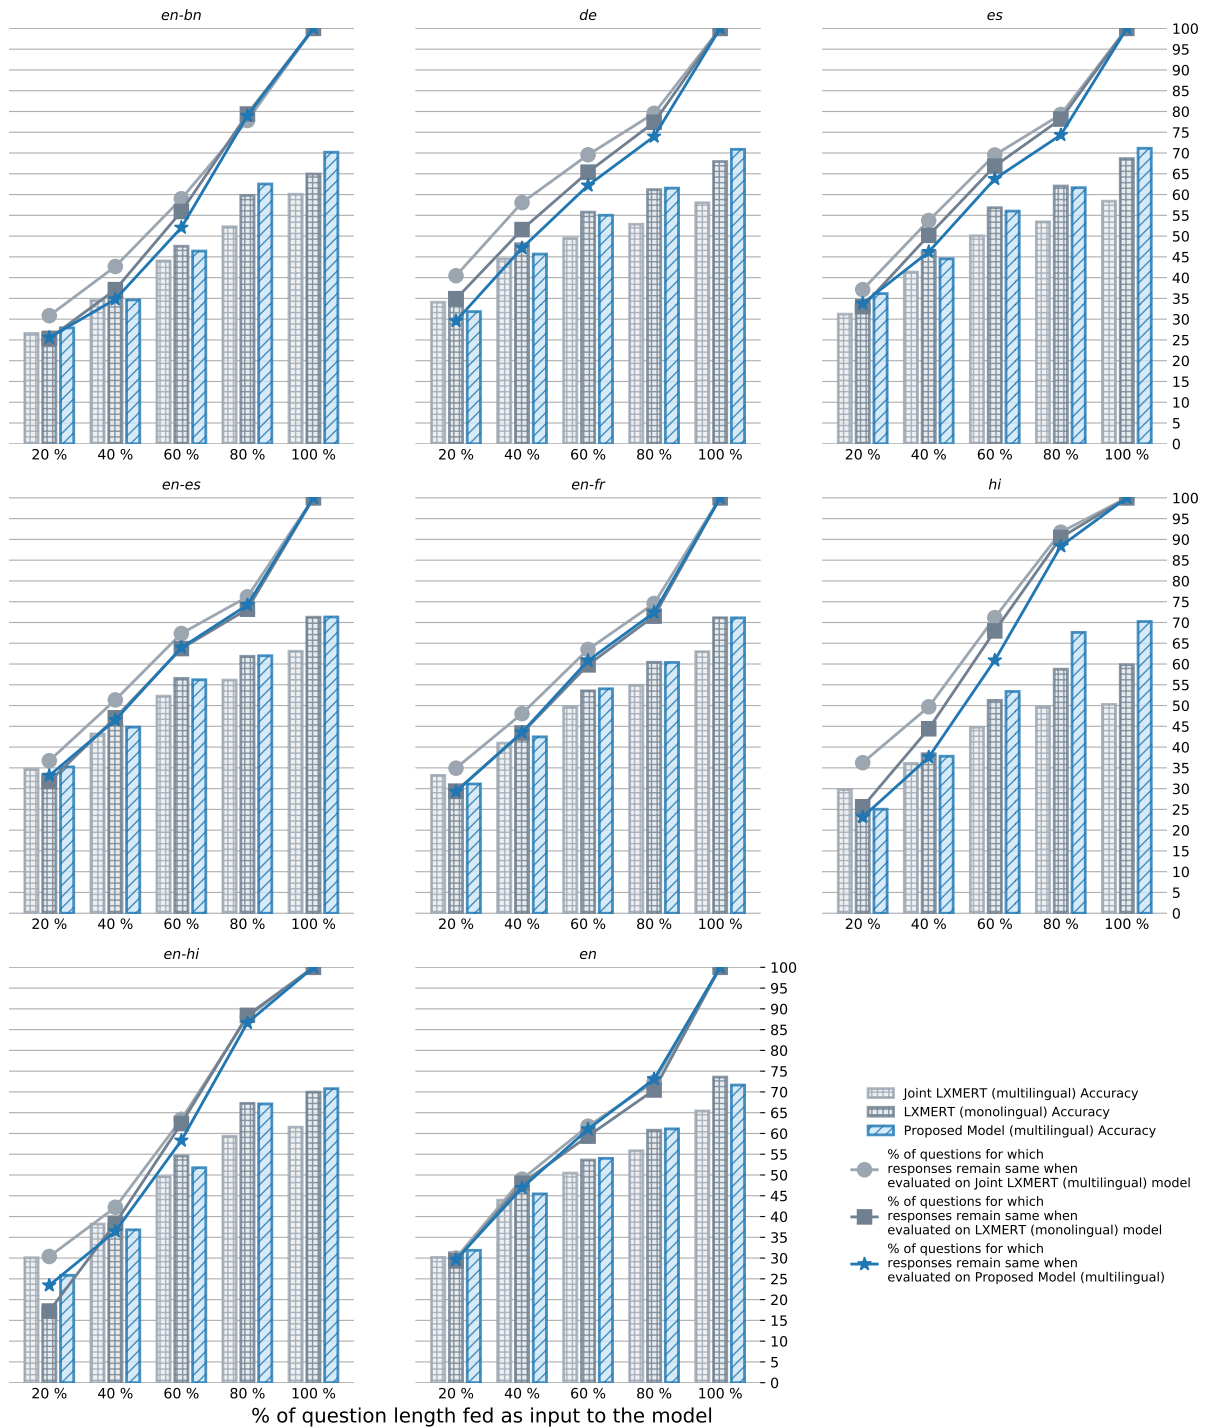 en-bn
de
es
100
95
90
85
80
75
70
65
60
55
50
45
40
35
30
25
20
15
10
5
0
20 % 40 % 60 % 80 % 100 %
20 % 40 % 60 % 80 % 100 %
20 % 40 % 60 % 80 % 100 %
en-es
en-fr
hi
100
95
90
85
80
75
70
65
60
55
50
45
40
35
30
25
20
15
10
5
0
20 % 40 % 60 % 80 % 100 %
20 % 40 % 60 % 80 % 100 %
20 % 40 % 60 % 80 % 100 %
en-hi
en
100
95
90
85
80
75
70
65
60
55
50
45
40
35
30
25
20
15
10
5
0
20 % 40 % 60 % 80 % 100 %
20 % 40 % 60 % 80 % 100 %
Joint LXMERT (multilingual) Accuracy
LXMERT (monolingual) Accuracy
Proposed Model (multilingual) Accuracy
% of questions for which
responses remain same when
evaluated on Joint LXMERT (multilingual) model
% of questions for which
responses remain same when
evaluated on LXMERT (monolingual) model
% of questions for which
responses remain same when
evaluated on Proposed Model (multilingual)
% of question length fed as input to the model